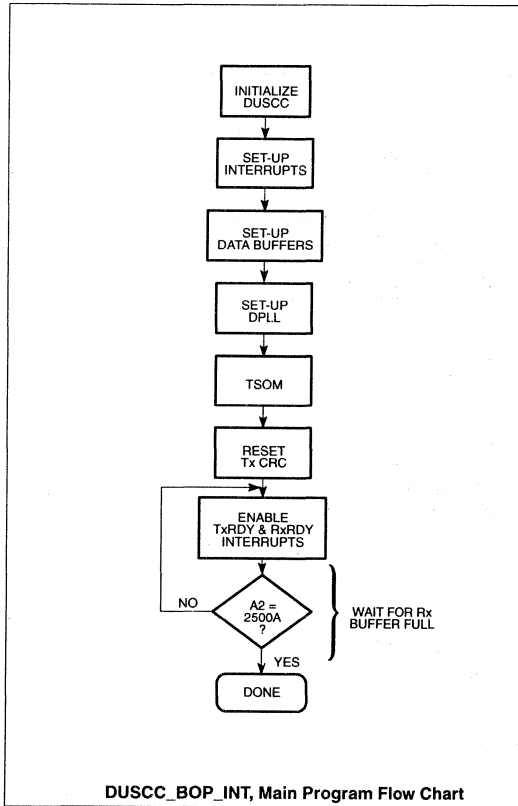 INITIALIZE
DUSCC
SET-UP
INTERRUPTS
SET-UP
DATA BUFFERS
SET-UP
DPLL
TSOM
RESET
Tx CRC
ENABLE
TxRDY & RxRDY
INTERRUPTS
NO
A2 =
2500A
?
WAIT FOR Rx
BUFFER FULL
YES
DONE
DUSCC_BOP_INT, Main Program Flow Chart